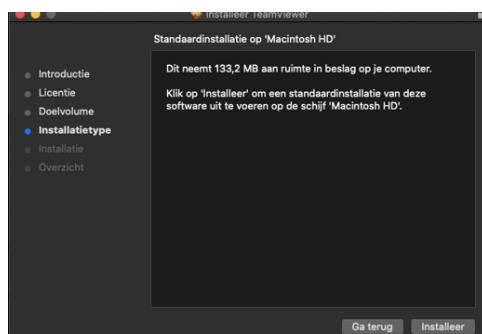 Installeer TeamViewer
Standaardinstallatie op 'Macintosh HD'
Introductie
Licentie
Doelvolume
Installatietype
Installatie
Overzicht
Dit neemt 133,2 MB aan ruimte in beslag op je computer.
Klik op 'Installeer' om een standaardinstallatie van deze
software uit te voeren op de schijf 'Macintosh HD'.
Ga terug
Installeer